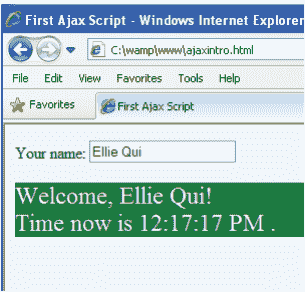 First Ajax Script - Windows Internet Explorer
C:\wamp\www\ajaxintro.html
File Edit View Favorites Tools Help
Favorites First Ajax Script
Your name: Ellie Qui
Welcome, Ellie Qui!
Time now is 12:17:17 PM .